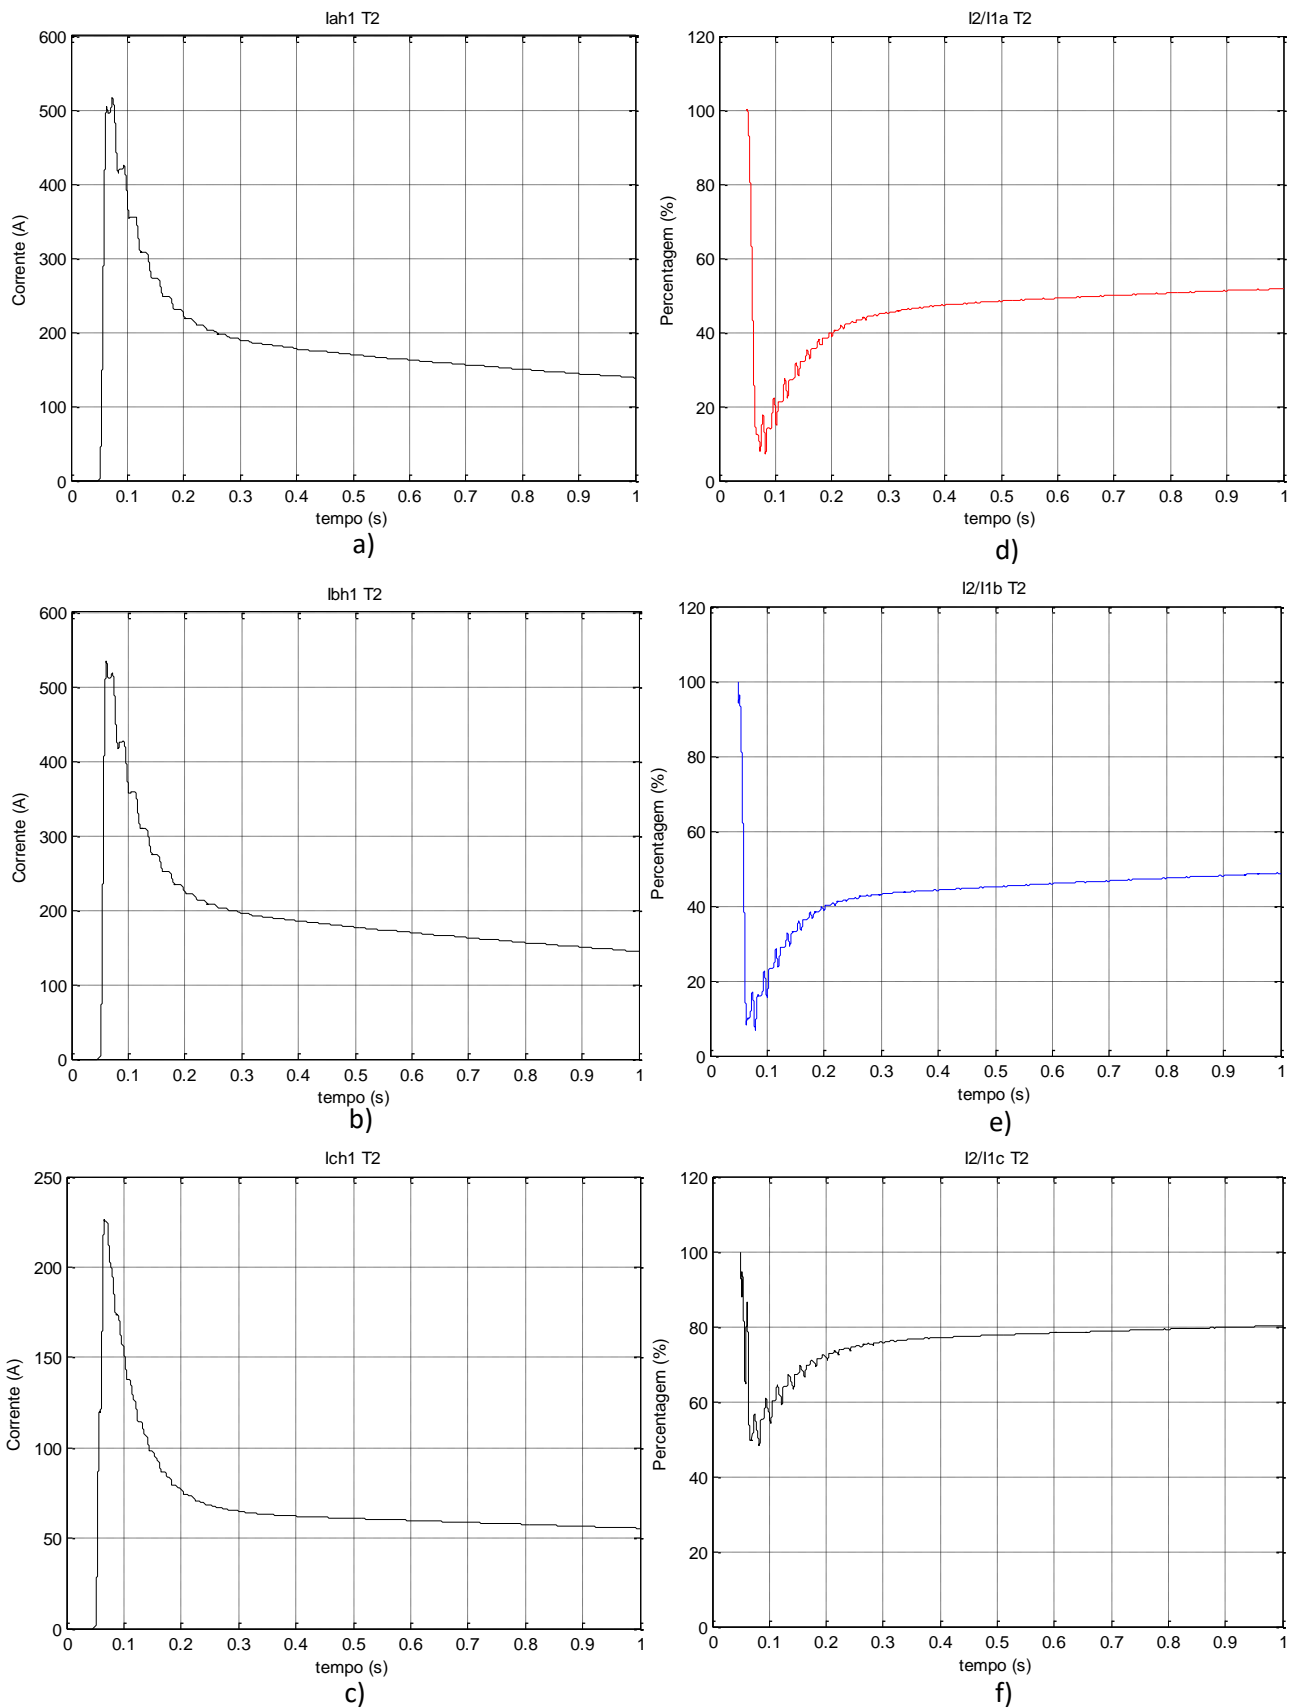 Iah1 T2
Corrente (A)
600
500
400
300
200
100
0
0 0.1 0.2 0.3 0.4 0.5 0.6 0.7 0.8 0.9 1
tempo (s)
a)
I2/I1a T2
Percentagem (%)
120
100
80
60
40
20
0
0 0.1 0.2 0.3 0.4 0.5 0.6 0.7 0.8 0.9 1
tempo (s)
d)
Ibh1 T2
Corrente (A)
600
500
400
300
200
100
0
0 0.1 0.2 0.3 0.4 0.5 0.6 0.7 0.8 0.9 1
tempo (s)
b)
I2/I1b T2
Percentagem (%)
120
100
80
60
40
20
0
0 0.1 0.2 0.3 0.4 0.5 0.6 0.7 0.8 0.9 1
tempo (s)
e)
Ich1 T2
Corrente (A)
250
200
150
100
50
0
0 0.1 0.2 0.3 0.4 0.5 0.6 0.7 0.8 0.9 1
tempo (s)
c)
I2/I1c T2
Percentagem (%)
120
100
80
60
40
20
0
0 0.1 0.2 0.3 0.4 0.5 0.6 0.7 0.8 0.9 1
tempo (s)
f)